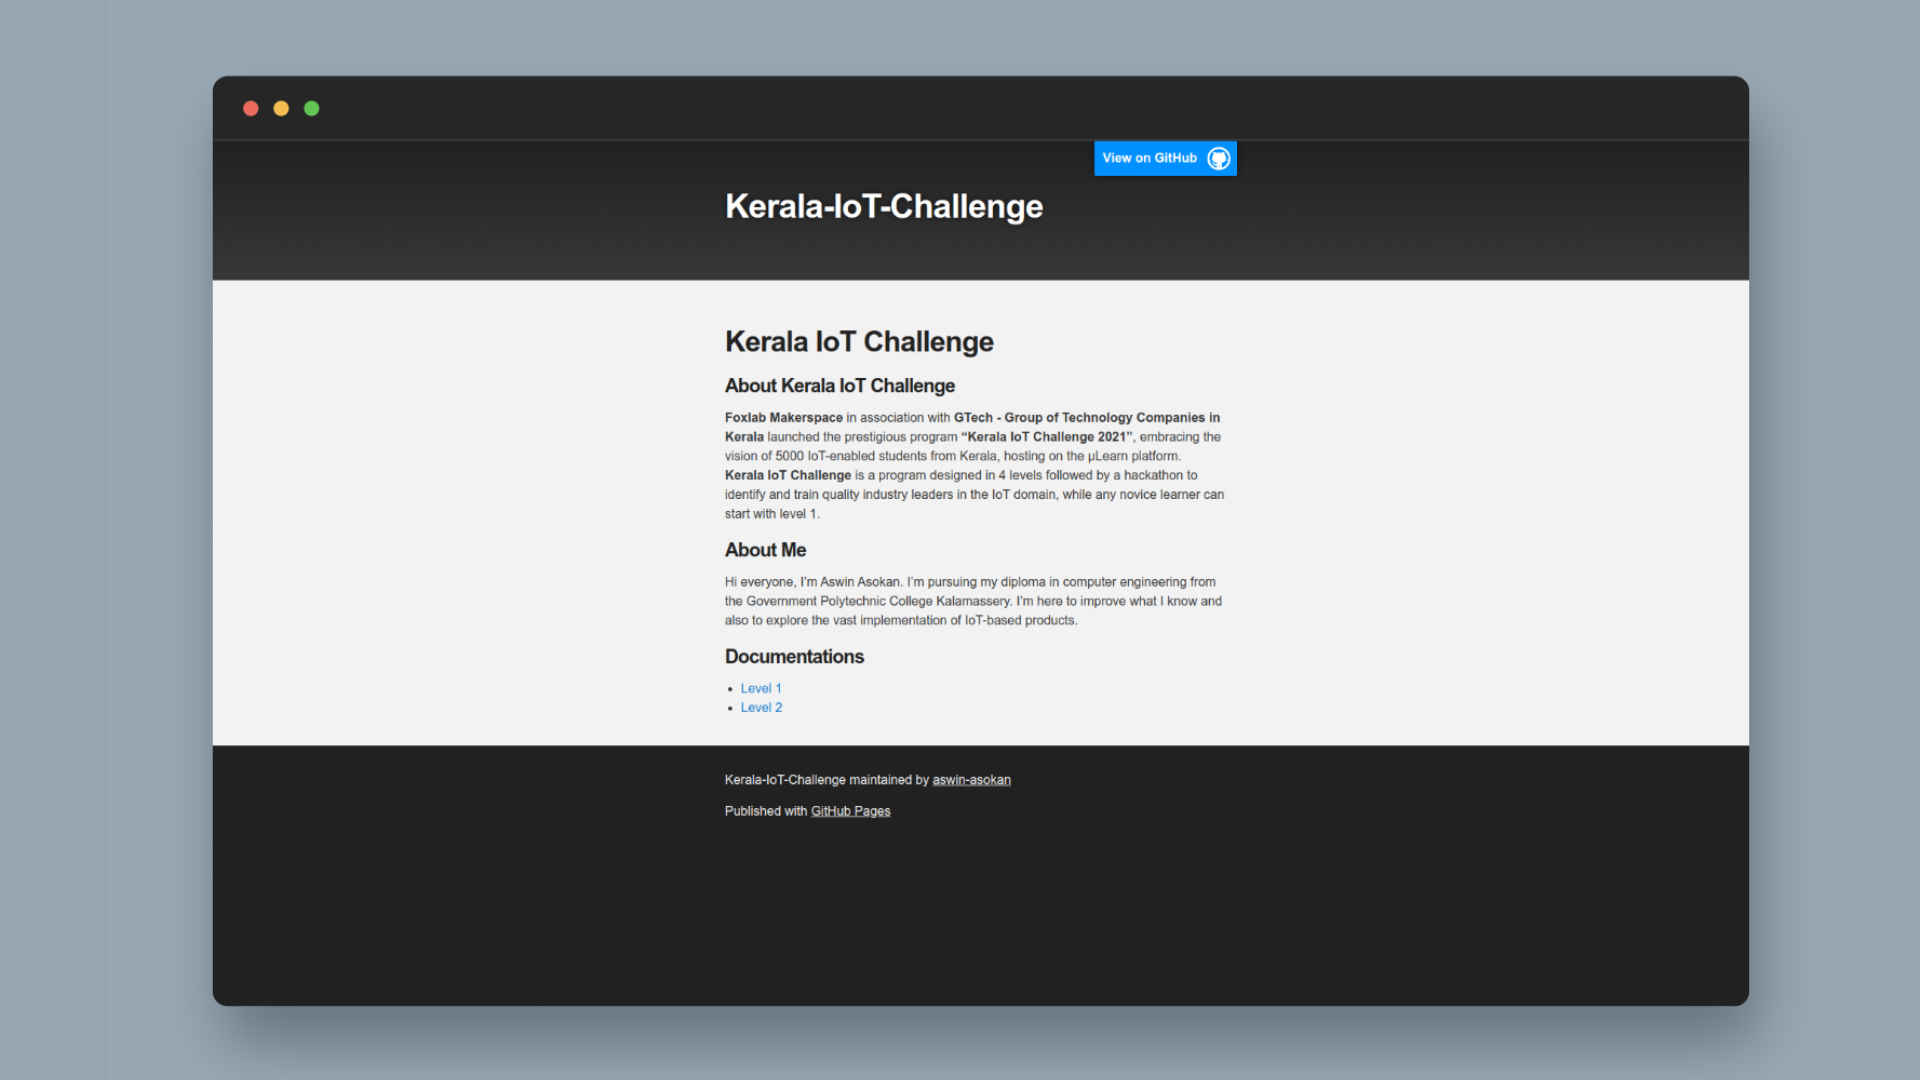 View on GitHub
Kerala-IoT-Challenge
Kerala IoT Challenge
About Kerala IoT Challenge
Foxlab Makerspace in association with GTech - Group of Technology Companies in
Kerala launched the prestigious program “Kerala IoT Challenge 2021”, embracing the
vision of 5000 IoT-enabled students from Kerala, hosting on the µLearn platform.
Kerala IoT Challenge is a program designed in 4 levels followed by a hackathon to
identify and train quality industry leaders in the IoT domain, while any novice learner can
start with level 1.
About Me
Hi everyone, I’m Aswin Asokan. I’m pursuing my diploma in computer engineering from
the Government Polytechnic College Kalamassery. I’m here to improve what I know and
also to explore the vast implementation of IoT-based products.
Documentations
• Level 1
• Level 2
Kerala-IoT-Challenge maintained by aswin-asokan
Published with GitHub Pages